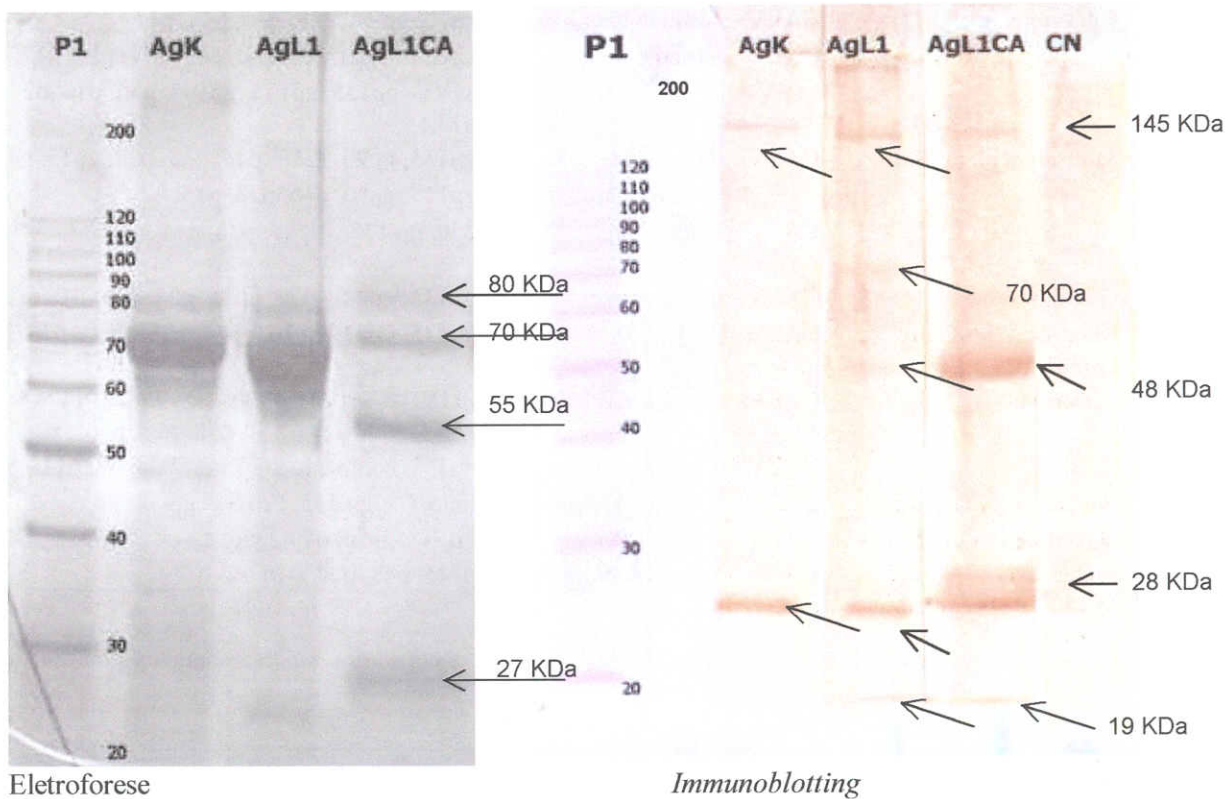 P1 AgK AgL1 AgL1CA
200
120
110
100
90
80
70
60
50
40
30
20
80 KDa
70 KDa
55 KDa
27 KDa
Eletroforese
P1 AgK AgL1 AgL1CA CN
200
120
110
100
90
80
70
60
50
40
30
20
145 KDa
70 KDa
48 KDa
28 KDa
19 KDa
Immunoblotting